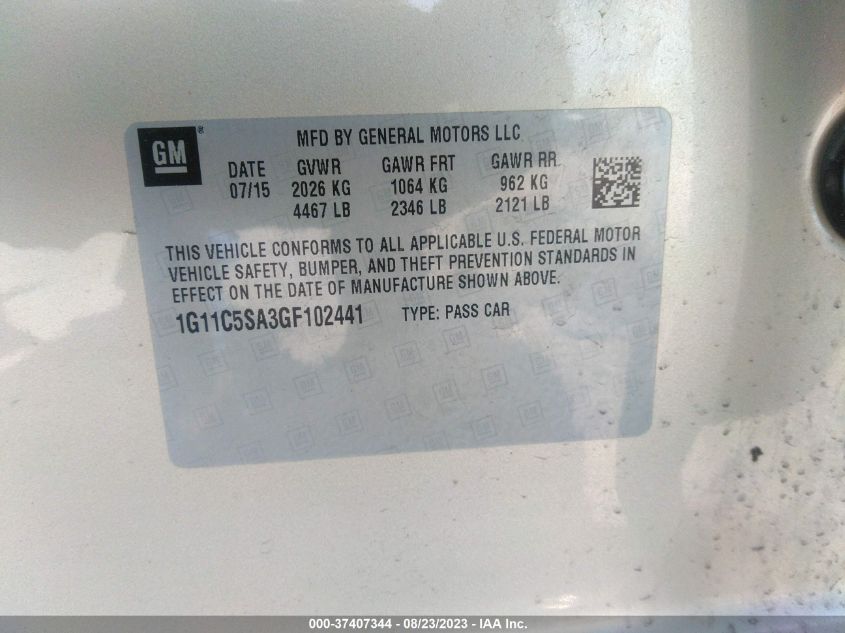 GM®
MFD BY GENERAL MOTORS LLC
DATE GVWR GAWR FRT GAWR RR
07/15 2026 KG 1064 KG 962 KG
4467 LB 2346 LB 2121 LB
THIS VEHICLE CONFORMS TO ALL APPLICABLE U.S. FEDERAL MOTOR
VEHICLE SAFETY, BUMPER, AND THEFT PREVENTION STANDARDS IN
EFFECT ON THE DATE OF MANUFACTURE SHOWN ABOVE.
1G11C5SA3GF102441 TYPE: PASS CAR
000-37407344 - 08/23/2023 - IAA Inc.